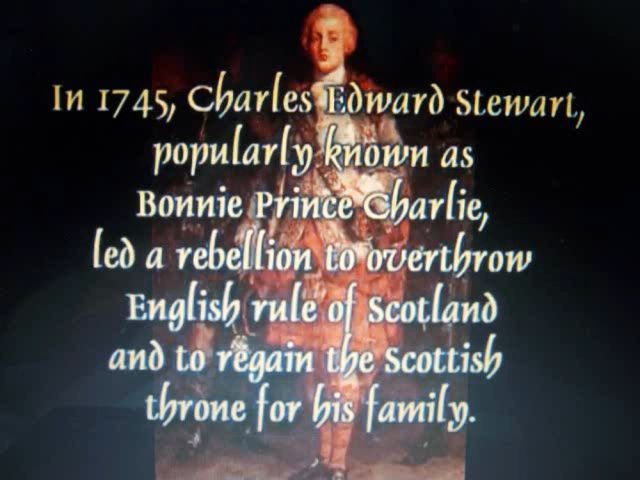 In 1745, Charles Edward Stewart,
popularly known as
Bonnie Prince Charlie,
led a rebellion to overthrow
English rule of Scotland
and to regain the Scottish
throne for his family.